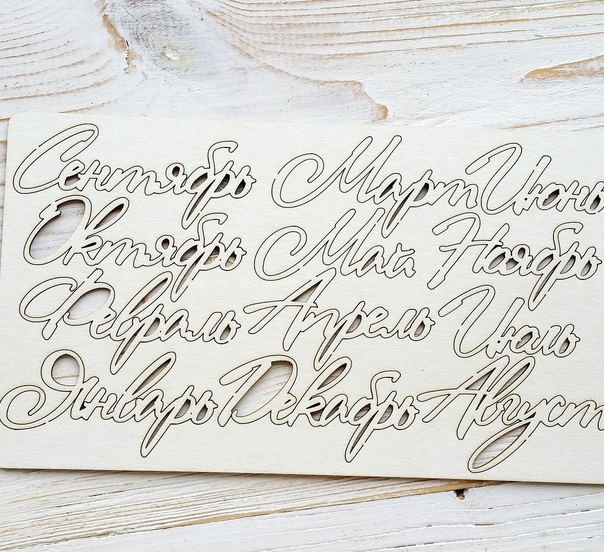 Сентябрь Март Июнь
Октябрь Май Ноябрь
Февраль Апрель Июль
Январь Декабрь Август